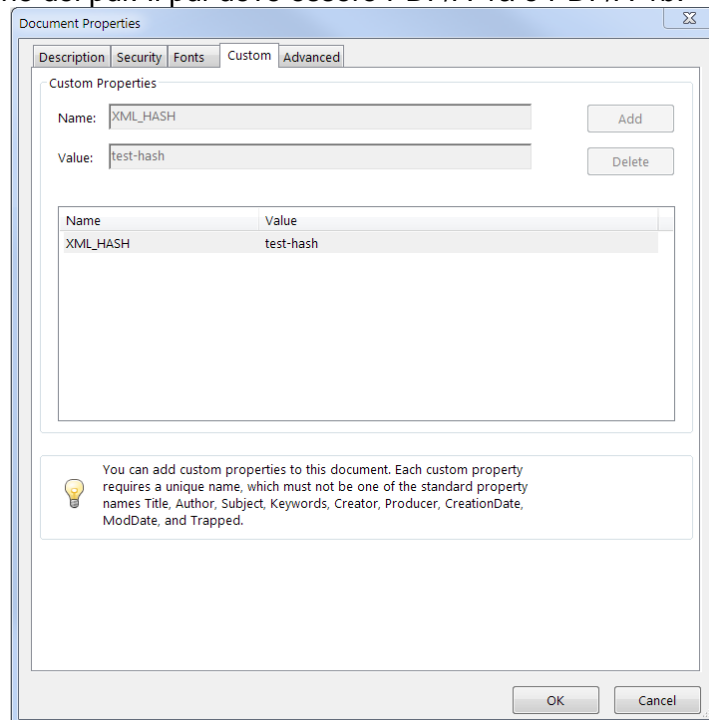 Document Properties
Description Security Fonts Custom Advanced
Custom Properties
Name: XML_HASH Add
Value: test-hash Delete
Name Value
XML_HASH test-hash
You can add custom properties to this document. Each custom property
requires a unique name, which must not be one of the standard property
names Title, Author, Subject, Keywords, Creator, Producer, CreationDate,
ModDate, and Trapped.
OK Cancel